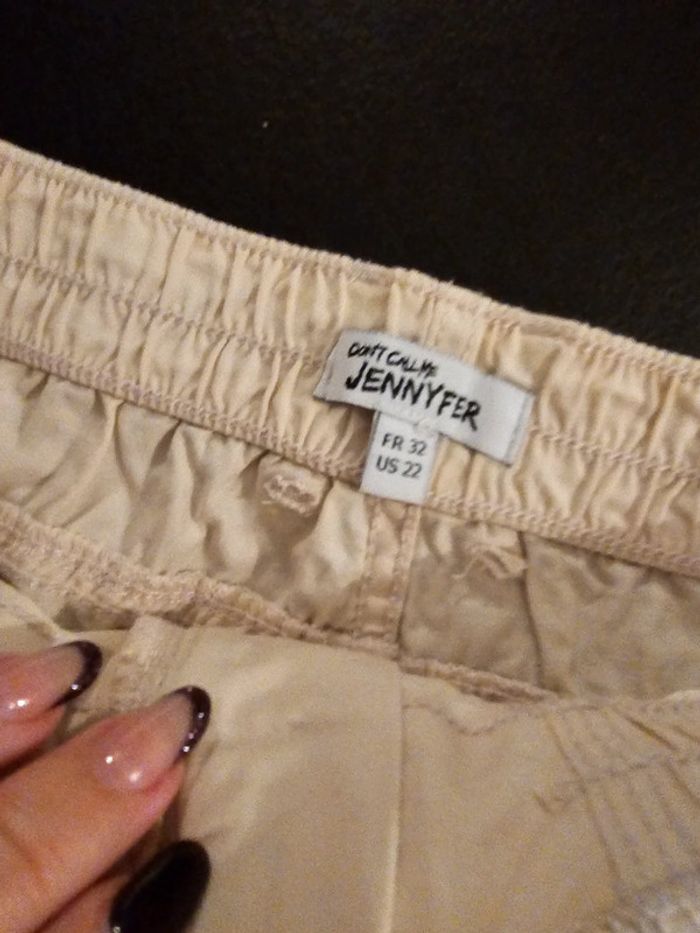 DON'T CALL ME
JENNYFER
FR 32
US 22